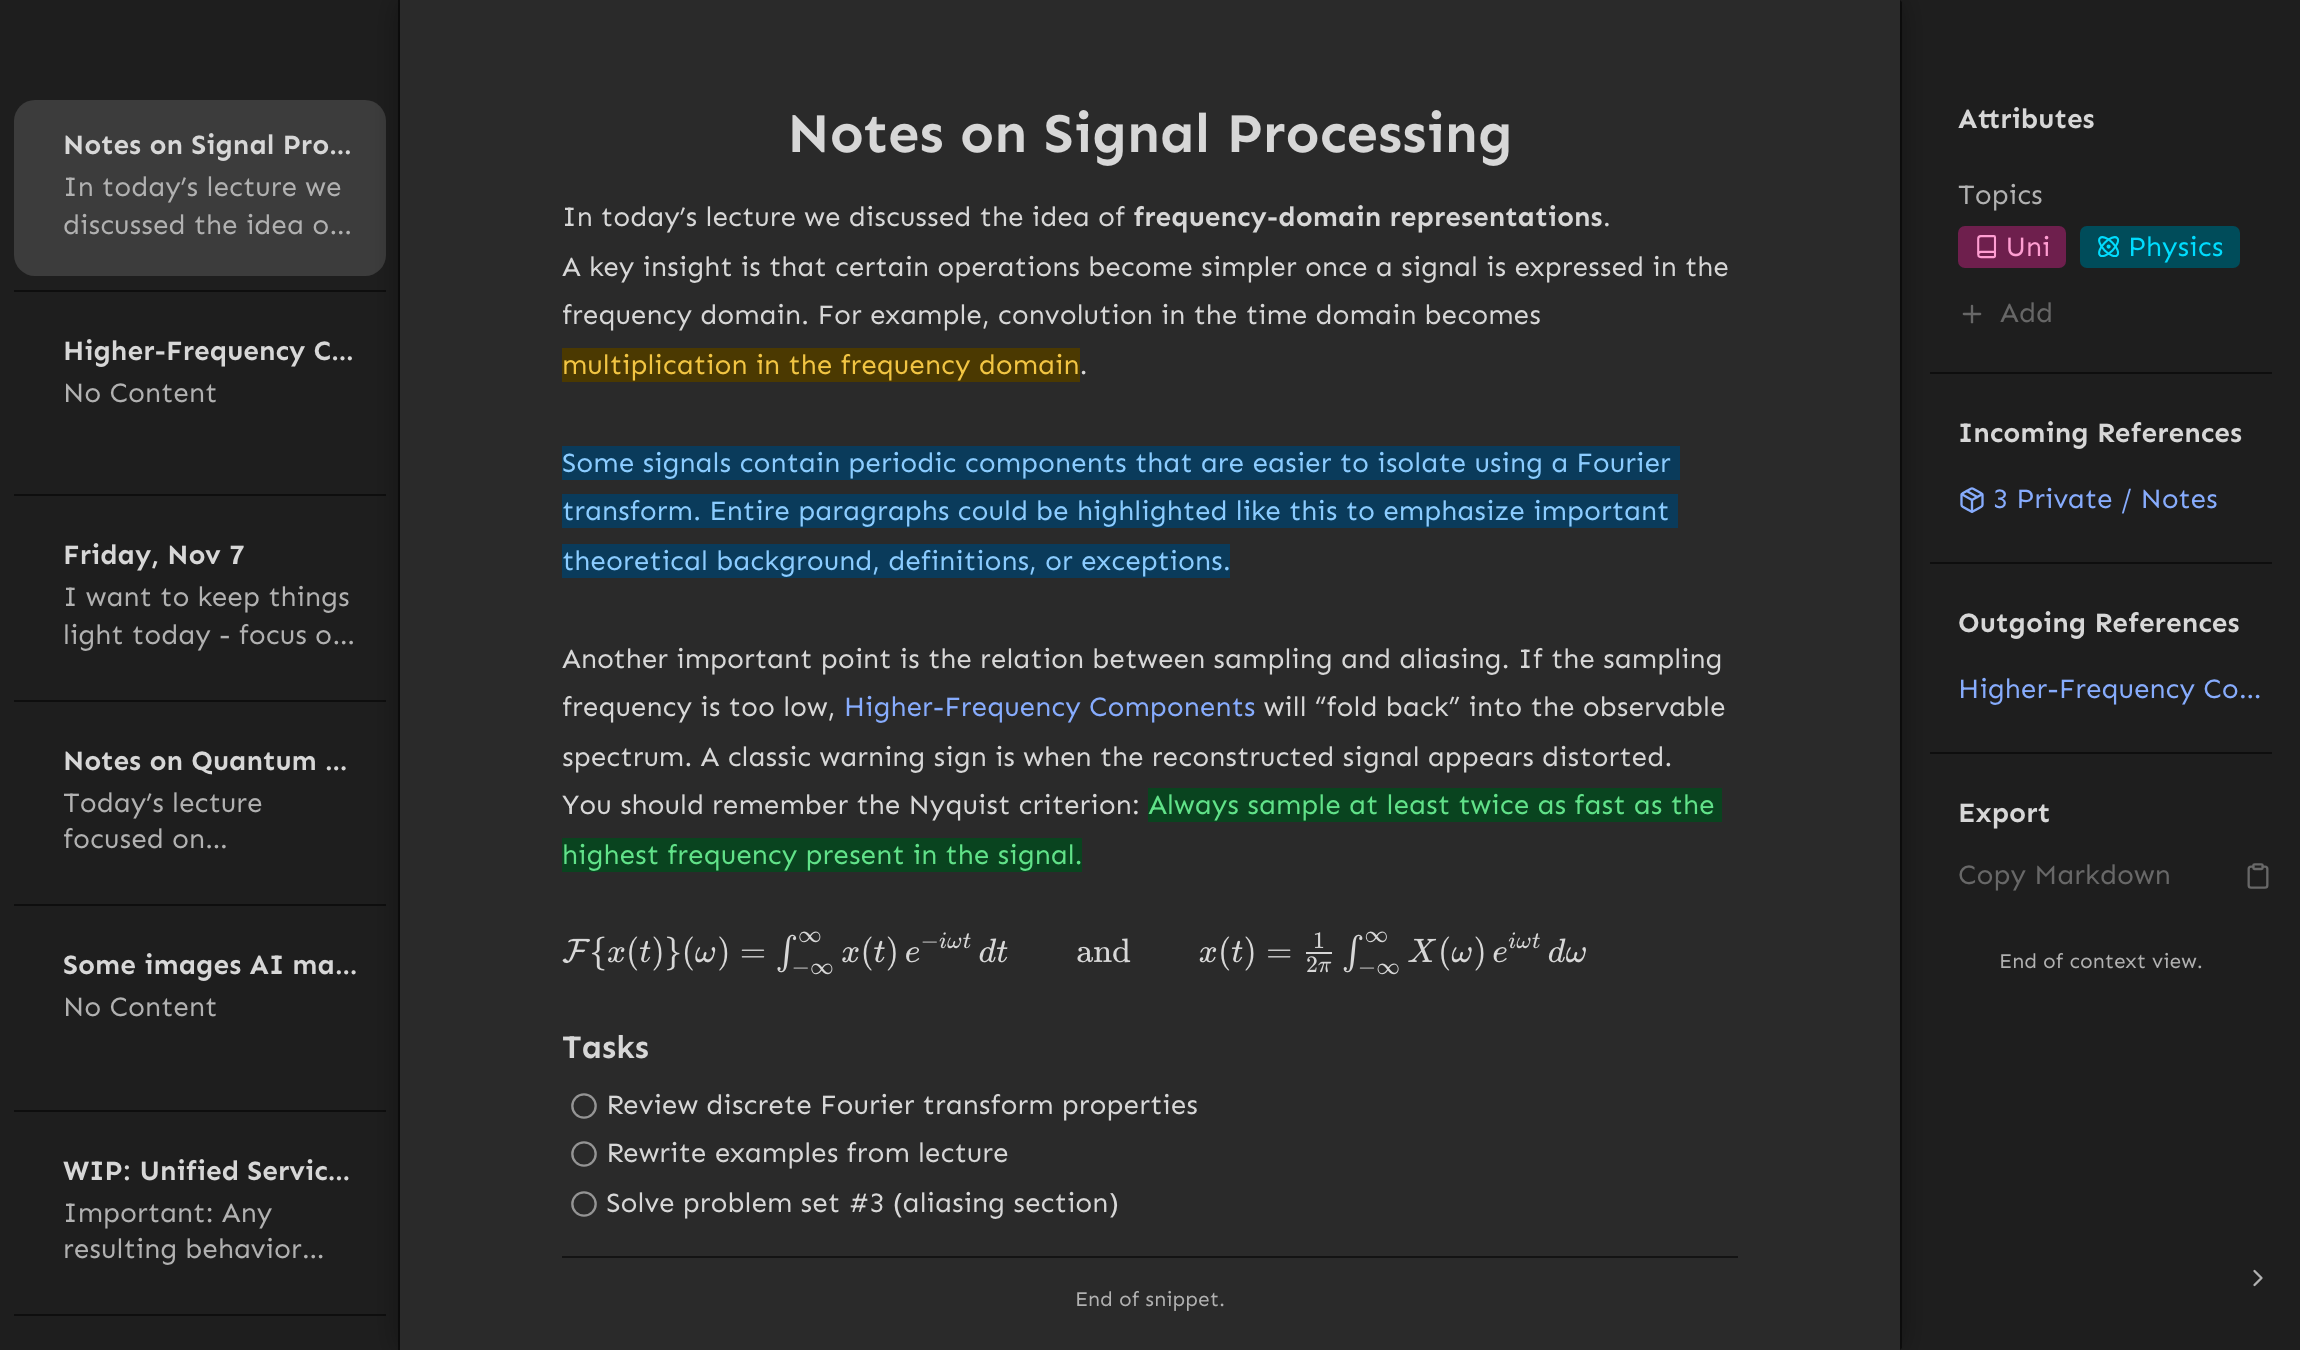 Notes on Signal Pro...
In today’s lecture we
discussed the idea o...
Higher-Frequency C...
No Content
Friday, Nov 7
I want to keep things
light today - focus o...
Notes on Quantum ...
Today’s lecture
focused on...
Some images AI ma...
No Content
WIP: Unified Servic...
Important: Any
resulting behavior...
Notes on Signal Processing
In today’s lecture we discussed the idea of frequency-domain representations.
A key insight is that certain operations become simpler once a signal is expressed in the
frequency domain. For example, convolution in the time domain becomes
multiplication in the frequency domain.
Some signals contain periodic components that are easier to isolate using a Fourier
transform. Entire paragraphs could be highlighted like this to emphasize important
theoretical background, definitions, or exceptions.
Another important point is the relation between sampling and aliasing. If the sampling
frequency is too low, Higher-Frequency Components will “fold back” into the observable
spectrum. A classic warning sign is when the reconstructed signal appears distorted.
You should remember the Nyquist criterion: Always sample at least twice as fast as the
highest frequency present in the signal.
ℱ{x(t)}(ω) = ∫_{-∞}^{∞} x(t) e^{-iωt} dt and x(t) = \frac{1}{2π} ∫_{-∞}^{∞} X(ω) e^{iωt} dω
Tasks
Review discrete Fourier transform properties
Rewrite examples from lecture
Solve problem set #3 (aliasing section)
End of snippet.
Attributes
Topics
Uni Physics
+ Add
Incoming References
3 Private / Notes
Outgoing References
Higher-Frequency Co...
Export
Copy Markdown
End of context view.